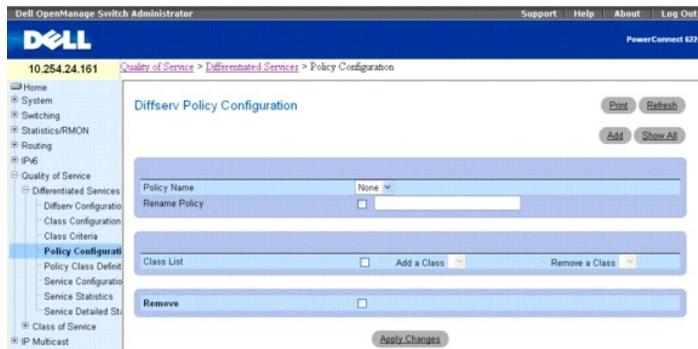 Dell OpenManage Switch Administrator
Support Help About Log Out
DELL
PowerConnect 622
10.254.24.161
Quality of Service > Differentiated Services > Policy Configuration
Home
System
Switching
Statistics/RMON
Routing
IPv6
Quality of Service
Differentiated Services
Diffserv Configuratio
Class Configuration
Class Criteria
Policy Configurati
Policy Class Definit
Service Configuratio
Service Statistics
Service Detailed Sta
Class of Service
IP Multicast
Diffserv Policy Configuration
Print Refresh
Add Show All
Policy Name None
Rename Policy
Class List Add a Class Remove a Class
Remove
Apply Changes